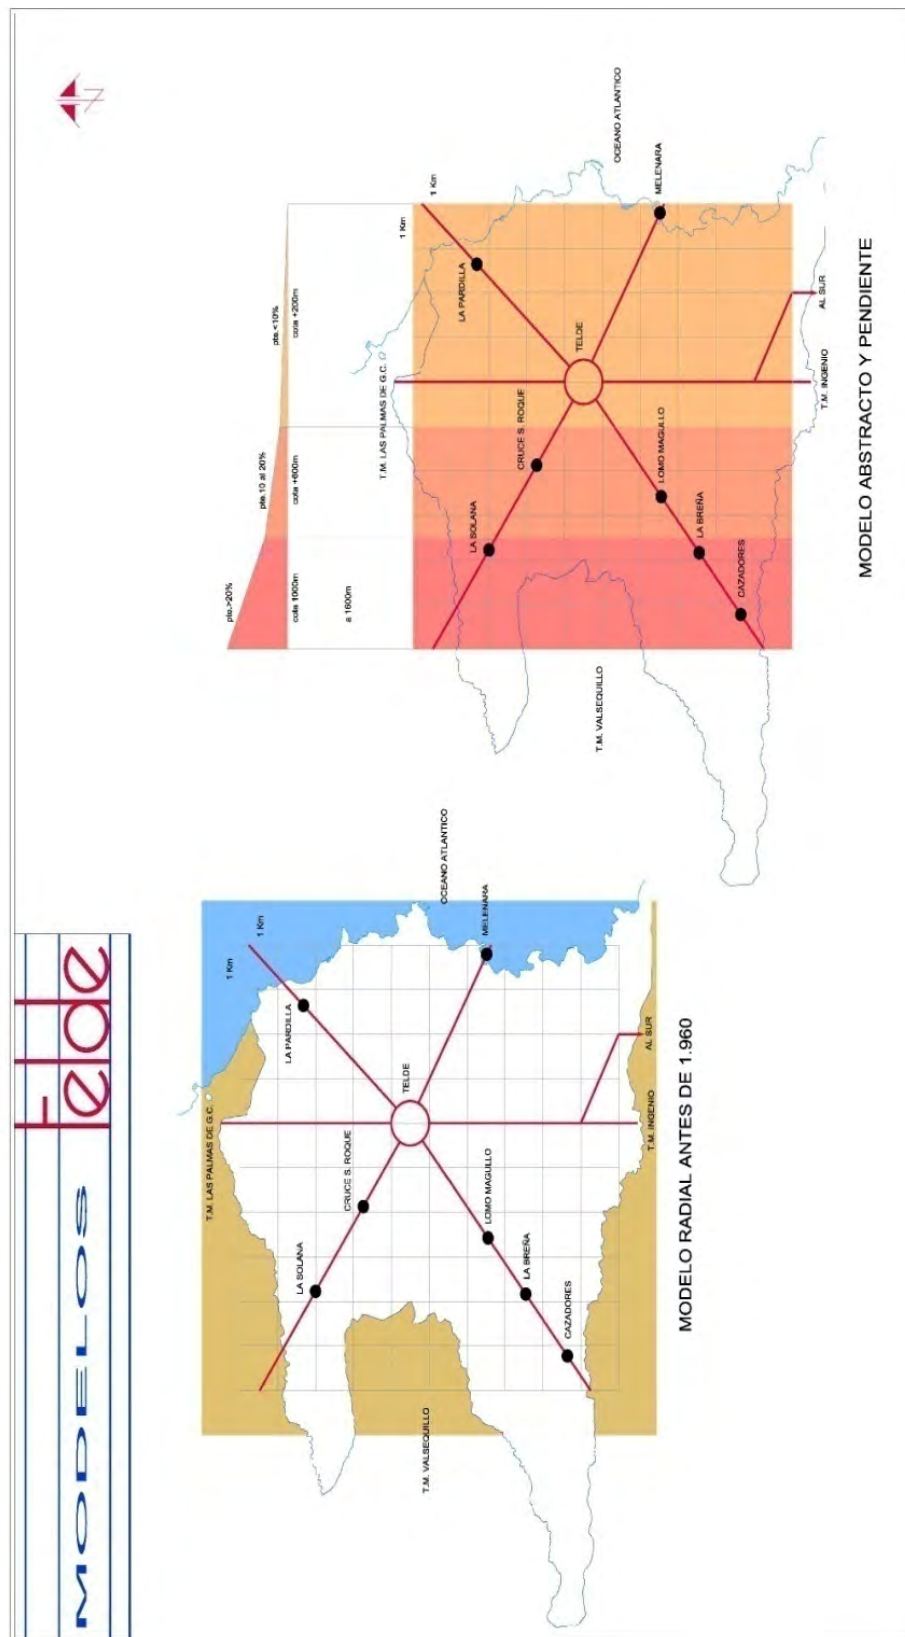 MODELOS
telde
T.M. LAS PALMAS DE G.C.
1 Km
1 Km
LA PARDILLA
OCEANO ATLANTICO
MELENARA
TELDE
CRUCE S. ROQUE
LA SOLANA
LOMO MAGULLO
LA BREÑA
CAZADORES
T.M. VALSEQUILLO
T.M. INGENIO
AL SUR
MODELO RADIAL ANTES DE 1.960
pte.>20%
pte.10 al 20%
pte.<10%
cota 1000m
cota +600m
cota +200m
a 1600m
T.M. LAS PALMAS DE G.C.
1 Km
1 Km
LA PARDILLA
OCEANO ATLANTICO
MELENARA
TELDE
CRUCE S. ROQUE
LA SOLANA
LOMO MAGULLO
LA BREÑA
CAZADORES
T.M. VALSEQUILLO
T.M. INGENIO
AL SUR
MODELO ABSTRACTO Y PENDIENTE